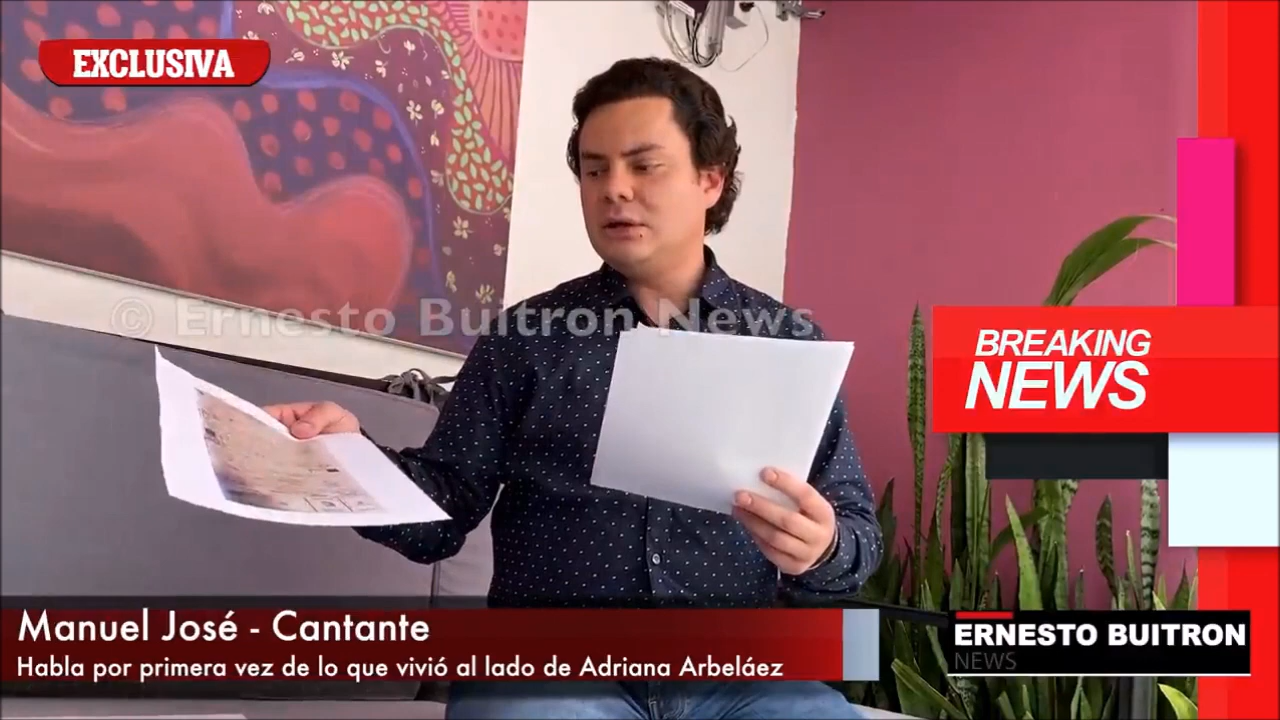 EXCLUSIVA
© Ernesto Buitron News
BREAKING
NEWS
Manuel José - Cantante
Habla por primera vez de lo que vivió al lado de Adriana Arbeláez
ERNESTO BUITRON
NEWS